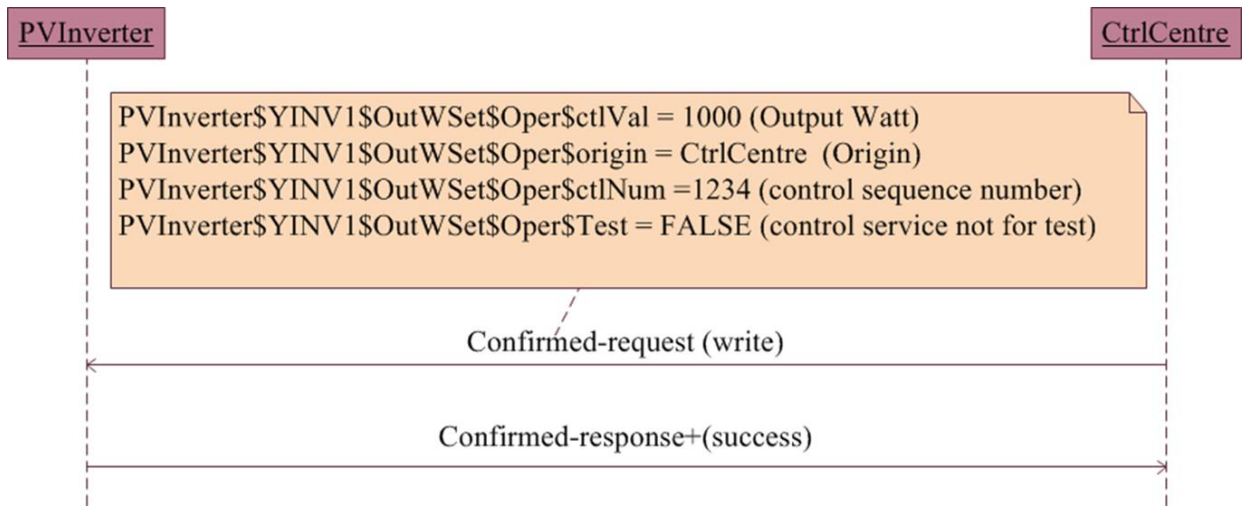 PVInverter
CtrlCentre
PVInverter$YINV1$OutWSet$Oper$ctlVal = 1000 (Output Watt)
PVInverter$YINV1$OutWSet$Oper$origin = CtrlCentre (Origin)
PVInverter$YINV1$OutWSet$Oper$ctlNum =1234 (control sequence number)
PVInverter$YINV1$OutWSet$Oper$Test = FALSE (control service not for test)
Confirmed-request (write)
Confirmed-response+(success)